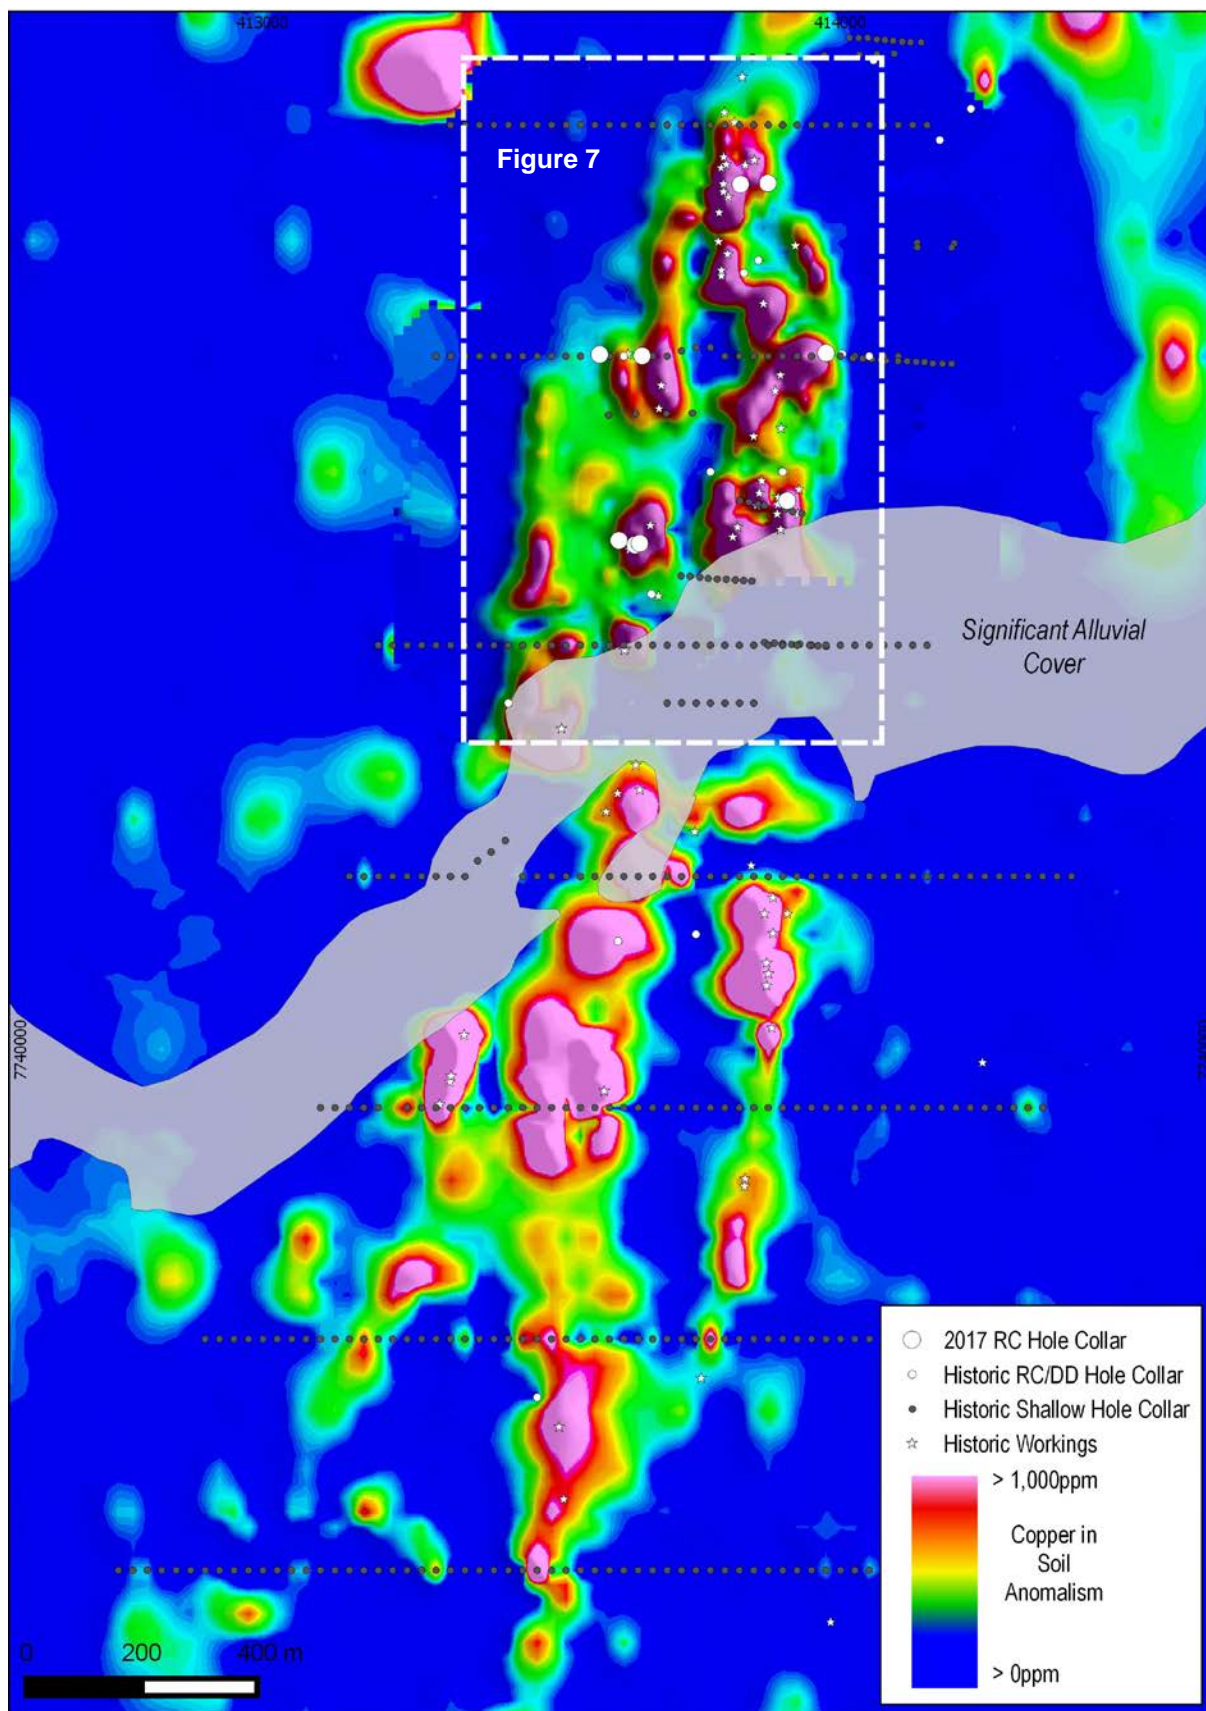 413000
414000
Figure 7
Significant Alluvial
Cover
7740000
7740000
2017 RC Hole Collar
Historic RC/DD Hole Collar
Historic Shallow Hole Collar
Historic Workings
> 1,000ppm
Copper in
Soil
Anomalism
> 0ppm
0
200
400 m